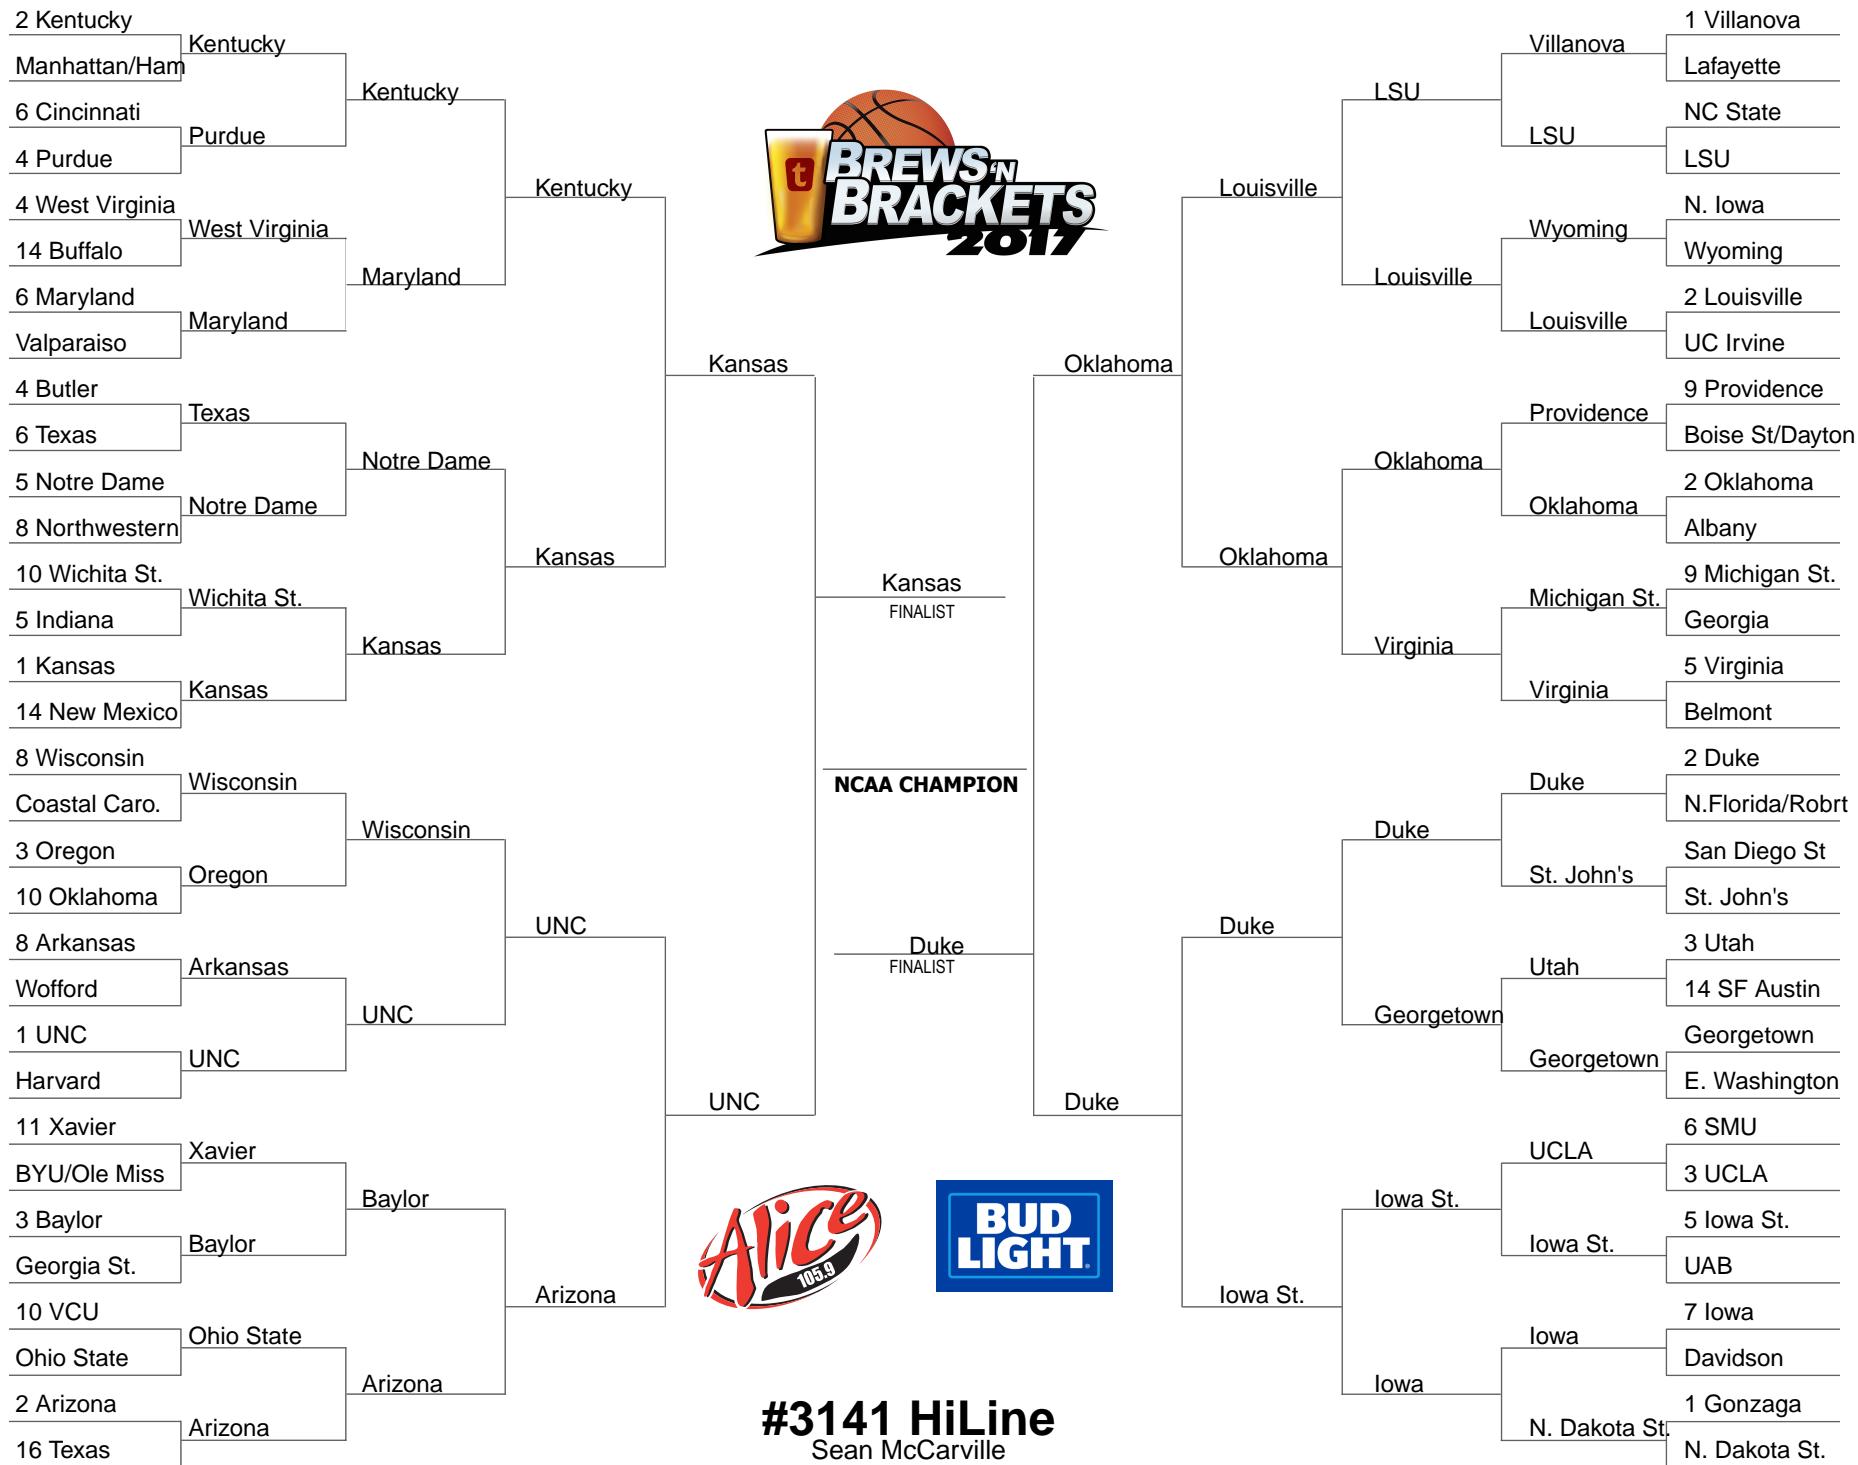 2 Kentucky
Manhattan/Ham
6 Cincinnati
4 Purdue
4 West Virginia
14 Buffalo
6 Maryland
Valparaiso
4 Butler
6 Texas
5 Notre Dame
8 Northwestern
10 Wichita St.
5 Indiana
1 Kansas
14 New Mexico
8 Wisconsin
Coastal Caro.
3 Oregon
10 Oklahoma
8 Arkansas
Wofford
1 UNC
Harvard
11 Xavier
BYU/Ole Miss
3 Baylor
Georgia St.
10 VCU
Ohio State
2 Arizona
16 Texas
Kentucky
Purdue
West Virginia
Maryland
Texas
Notre Dame
Wichita St.
Kansas
Wisconsin
Oregon
Arkansas
UNC
Xavier
Baylor
Ohio State
Arizona
Kentucky
Maryland
Notre Dame
Kansas
Wisconsin
UNC
Baylor
Arizona
Kentucky
Kansas
UNC
Arizona
Kansas
UNC
t
BREWS 'N
BRACKETS
2017
Kansas
FINALIST
NCAA CHAMPION
Duke
FINALIST
Alice
105.9
BUD
LIGHT
#3141 HiLine
Sean McCarville
Oklahoma
Duke
Louisville
Oklahoma
Duke
Iowa St.
LSU
Louisville
Oklahoma
Virginia
Duke
Georgetown
Iowa St.
Iowa
Villanova
LSU
Wyoming
Louisville
Providence
Oklahoma
Michigan St.
Virginia
Duke
St. John's
Utah
Georgetown
UCLA
Iowa St.
Iowa
N. Dakota St.
1 Villanova
Lafayette
NC State
LSU
N. Iowa
Wyoming
2 Louisville
UC Irvine
9 Providence
Boise St/Dayton
2 Oklahoma
Albany
9 Michigan St.
Georgia
5 Virginia
Belmont
2 Duke
N.Florida/Robrt
San Diego St
St. John's
3 Utah
14 SF Austin
Georgetown
E. Washington
6 SMU
3 UCLA
5 Iowa St.
UAB
7 Iowa
Davidson
1 Gonzaga
N. Dakota St.